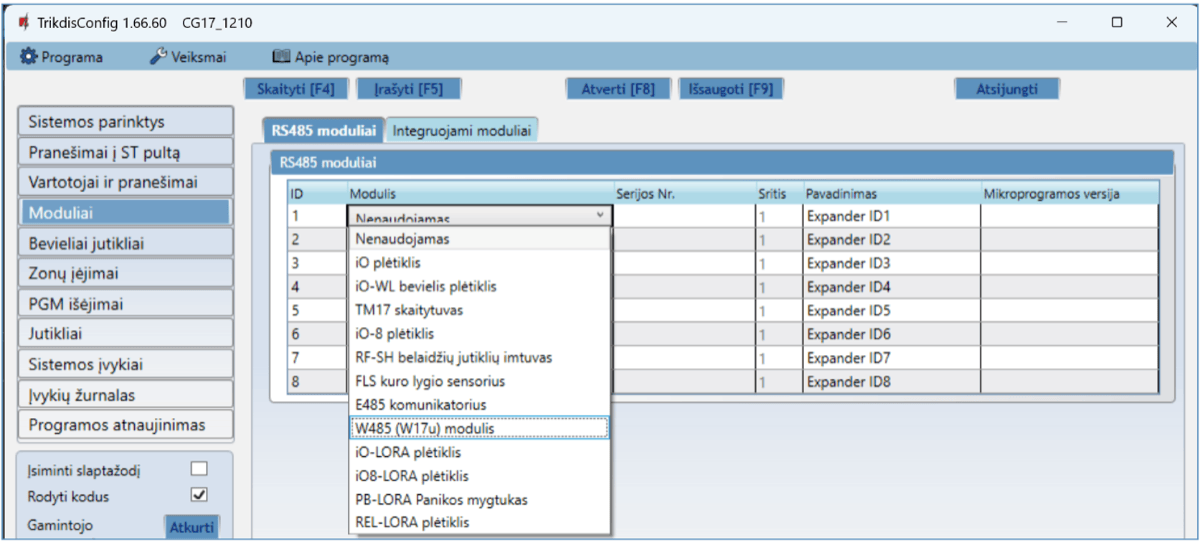 TrikdisConfig 1.66.60 CG17_1210
Programa Veiksmai Apie programą
Skaityti [F4] Įrašyti [F5] Atverti [F8] Išsaugoti [F9] Atsijungti
Sistemos parinktys
Pranešimai į ST pultą
Vartotojai ir pranešimai
Moduliai
Bevieliai jutikliai
Zonų įėjimai
PGM išėjimai
Jutikliai
Sistemos įvykiai
Įvykių žurnalas
Programos atnaujinimas
Įsiminti slaptažodį
Rodyti kodus
Gamintojo Atkurti
RS485 moduliai Integruojami moduliai
RS485 moduliai
ID Modulis Serijos Nr. Sritis Pavadinimas Mikroprogramos versija
1 Nenaudojamas 1 Expander ID1
2 Nenaudojamas 1 Expander ID2
3 iO plėtiklis 1 Expander ID3
4 iO-WL bevielis plėtiklis 1 Expander ID4
5 TM17 skaitytuvas 1 Expander ID5
6 iO-8 plėtiklis 1 Expander ID6
7 RF-SH belaidžių jutiklių imtuvas 1 Expander ID7
8 FLS kuro lygio sensorius 1 Expander ID8
E485 komunikatorius
W485 (W17u) modulis
iO-LORA plėtiklis
iO8-LORA plėtiklis
PB-LORA Panikos mygtukas
REL-LORA plėtiklis